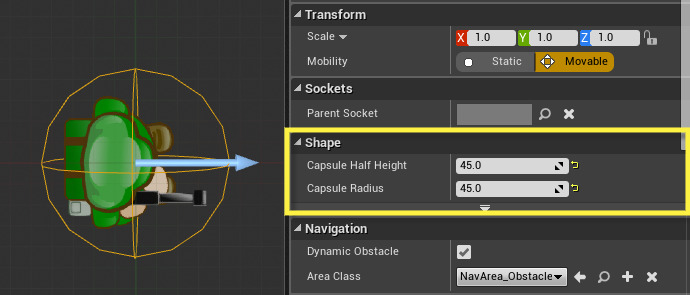 Transform
Scale X 1.0 Y 1.0 Z 1.0
Mobility Static Movable
Sockets
Parent Socket
Shape
Capsule Half Height 45.0
Capsule Radius 45.0
Navigation
Dynamic Obstacle
Area Class NavArea_Obstacle